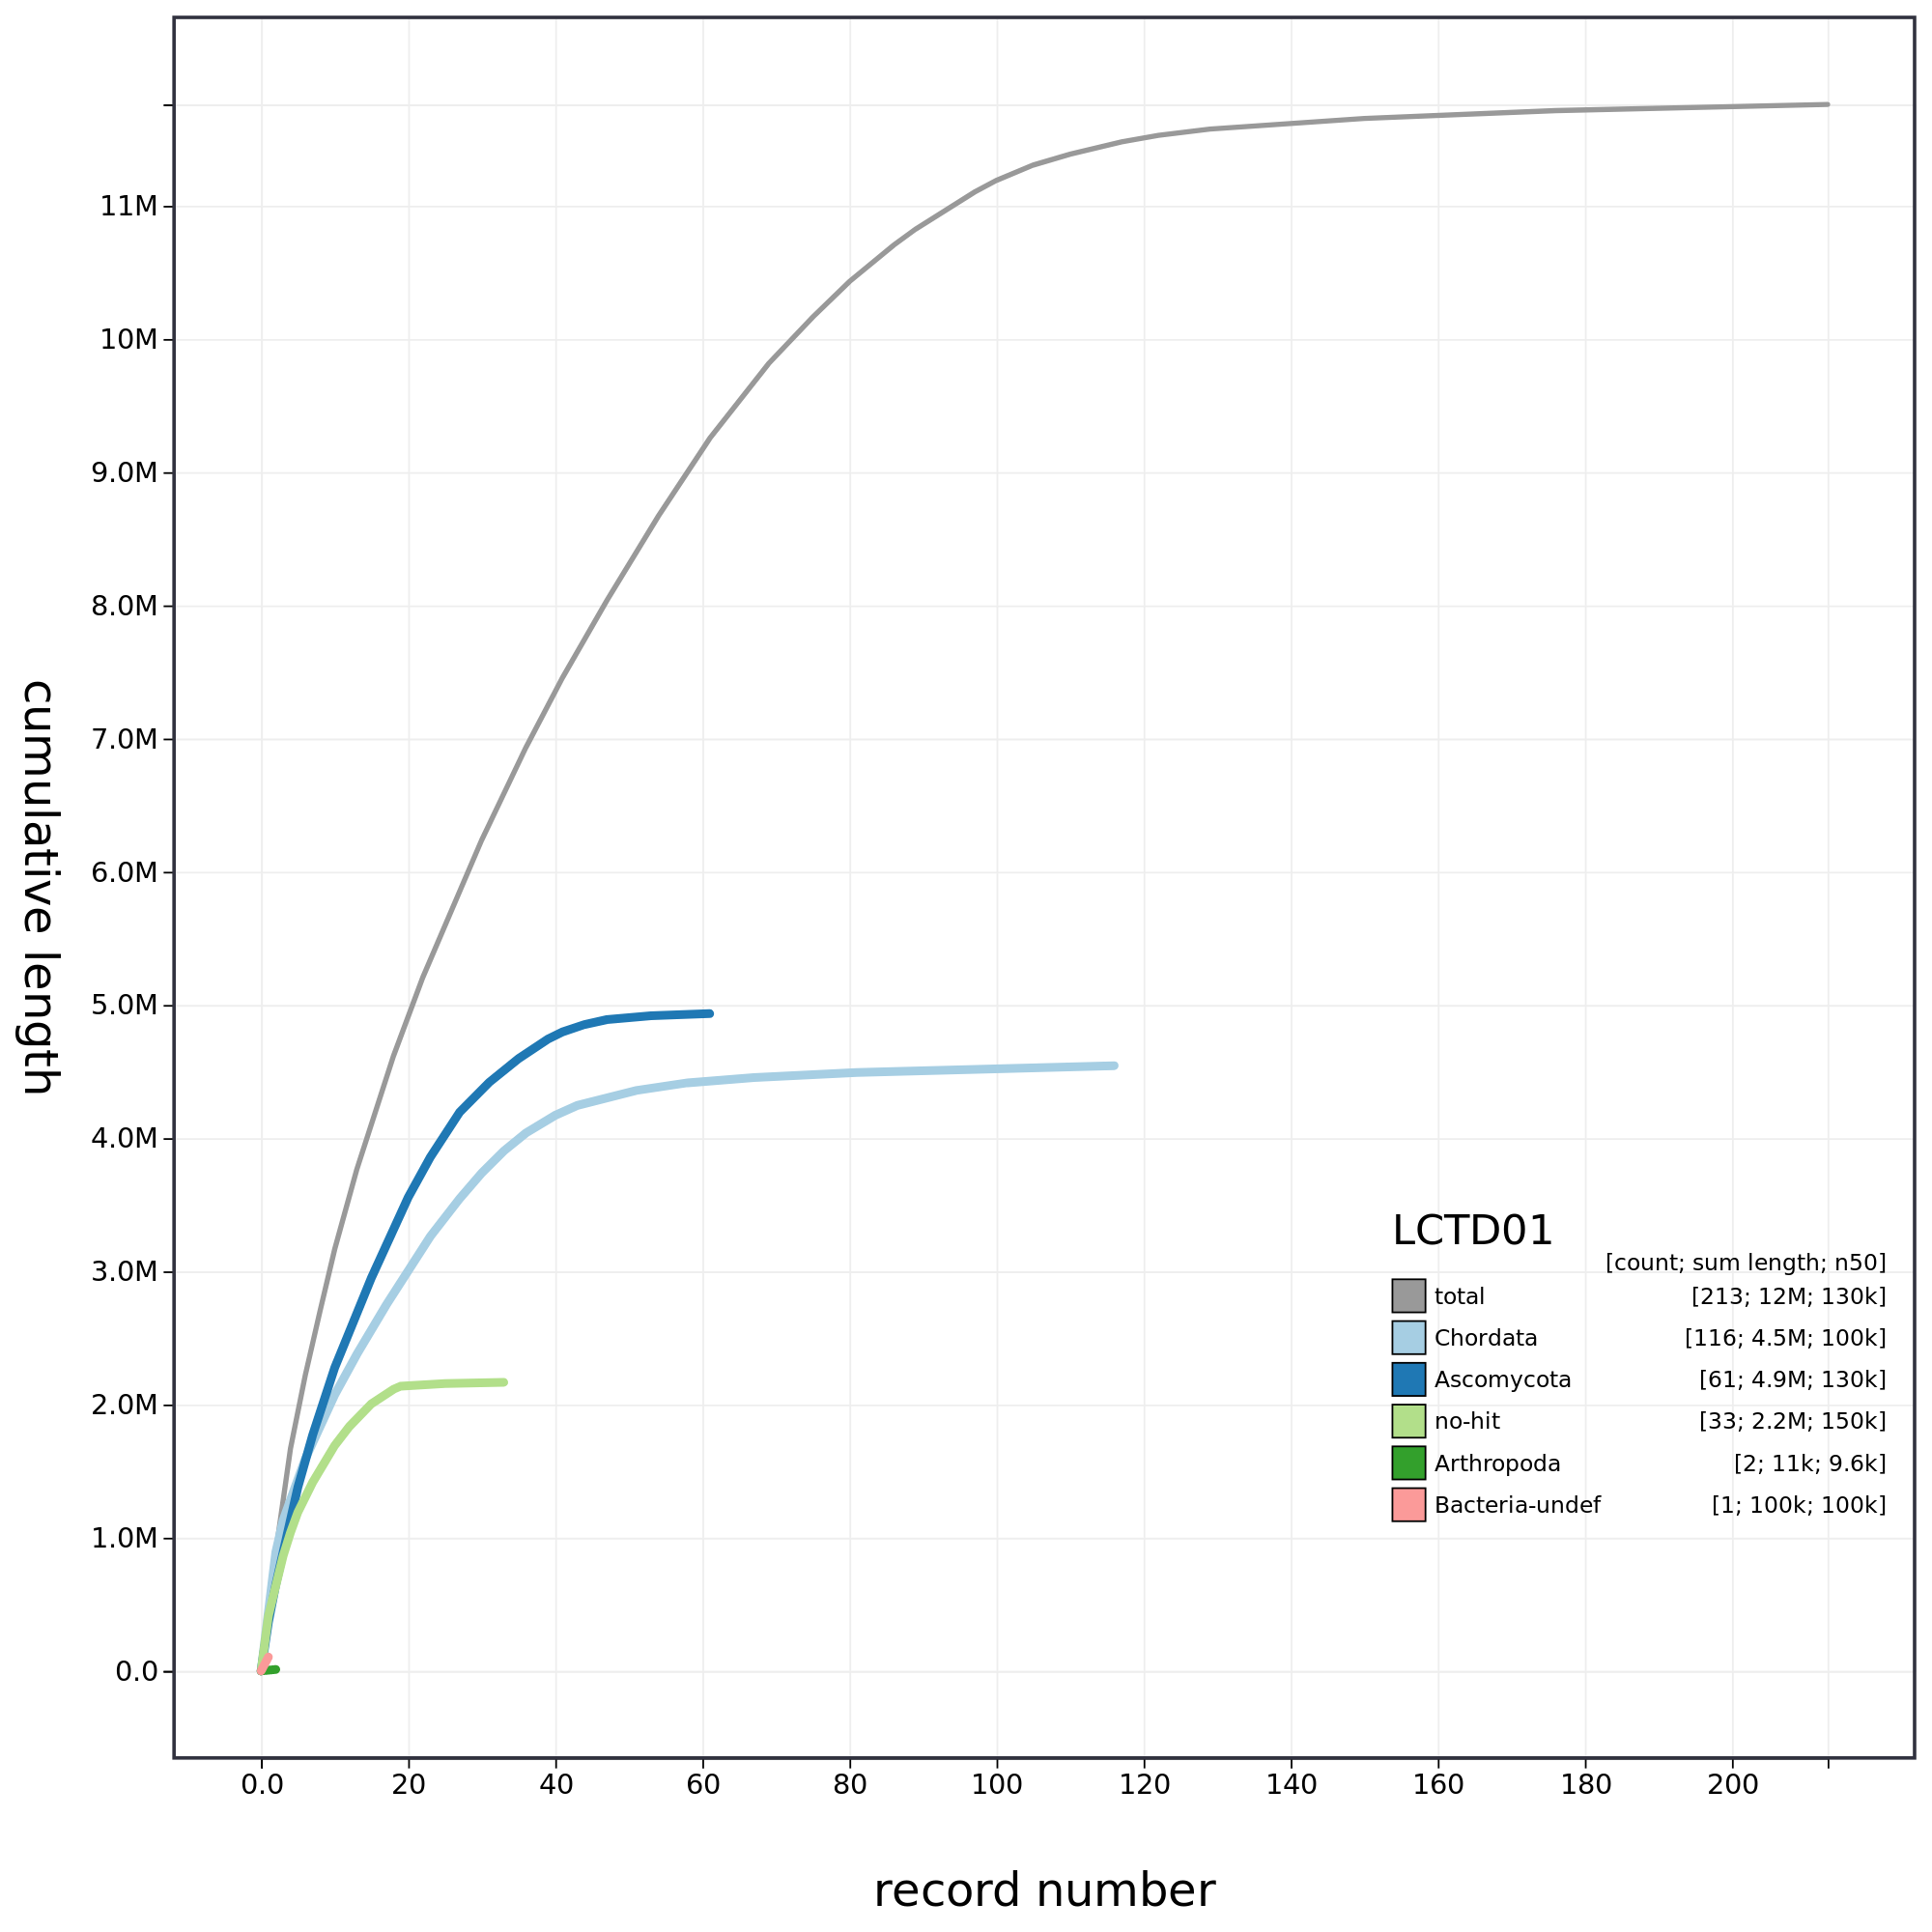 11M
10M
9.0M
8.0M
7.0M
6.0M
5.0M
4.0M
3.0M
2.0M
1.0M
0.0
cumulative length
LCTD01
[count; sum length; n50]
total [213; 12M; 130k]
Chordata [116; 4.5M; 100k]
Ascomycota [61; 4.9M; 130k]
no-hit [33; 2.2M; 150k]
Arthropoda [2; 11k; 9.6k]
Bacteria-undef [1; 100k; 100k]
0.0 20 40 60 80 100 120 140 160 180 200
record number